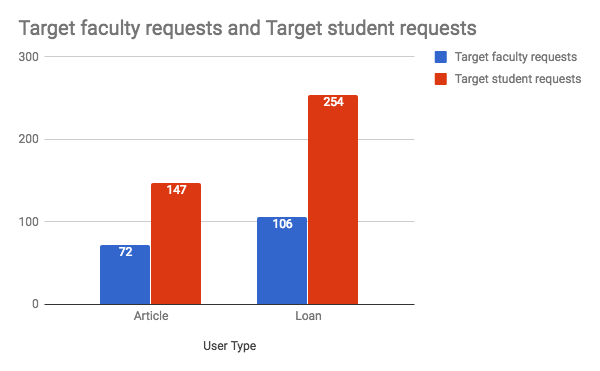 Target faculty requests and Target student requests
Target faculty requests
Target student requests
300
200
100
0
72
147
106
254
Article
Loan
User Type